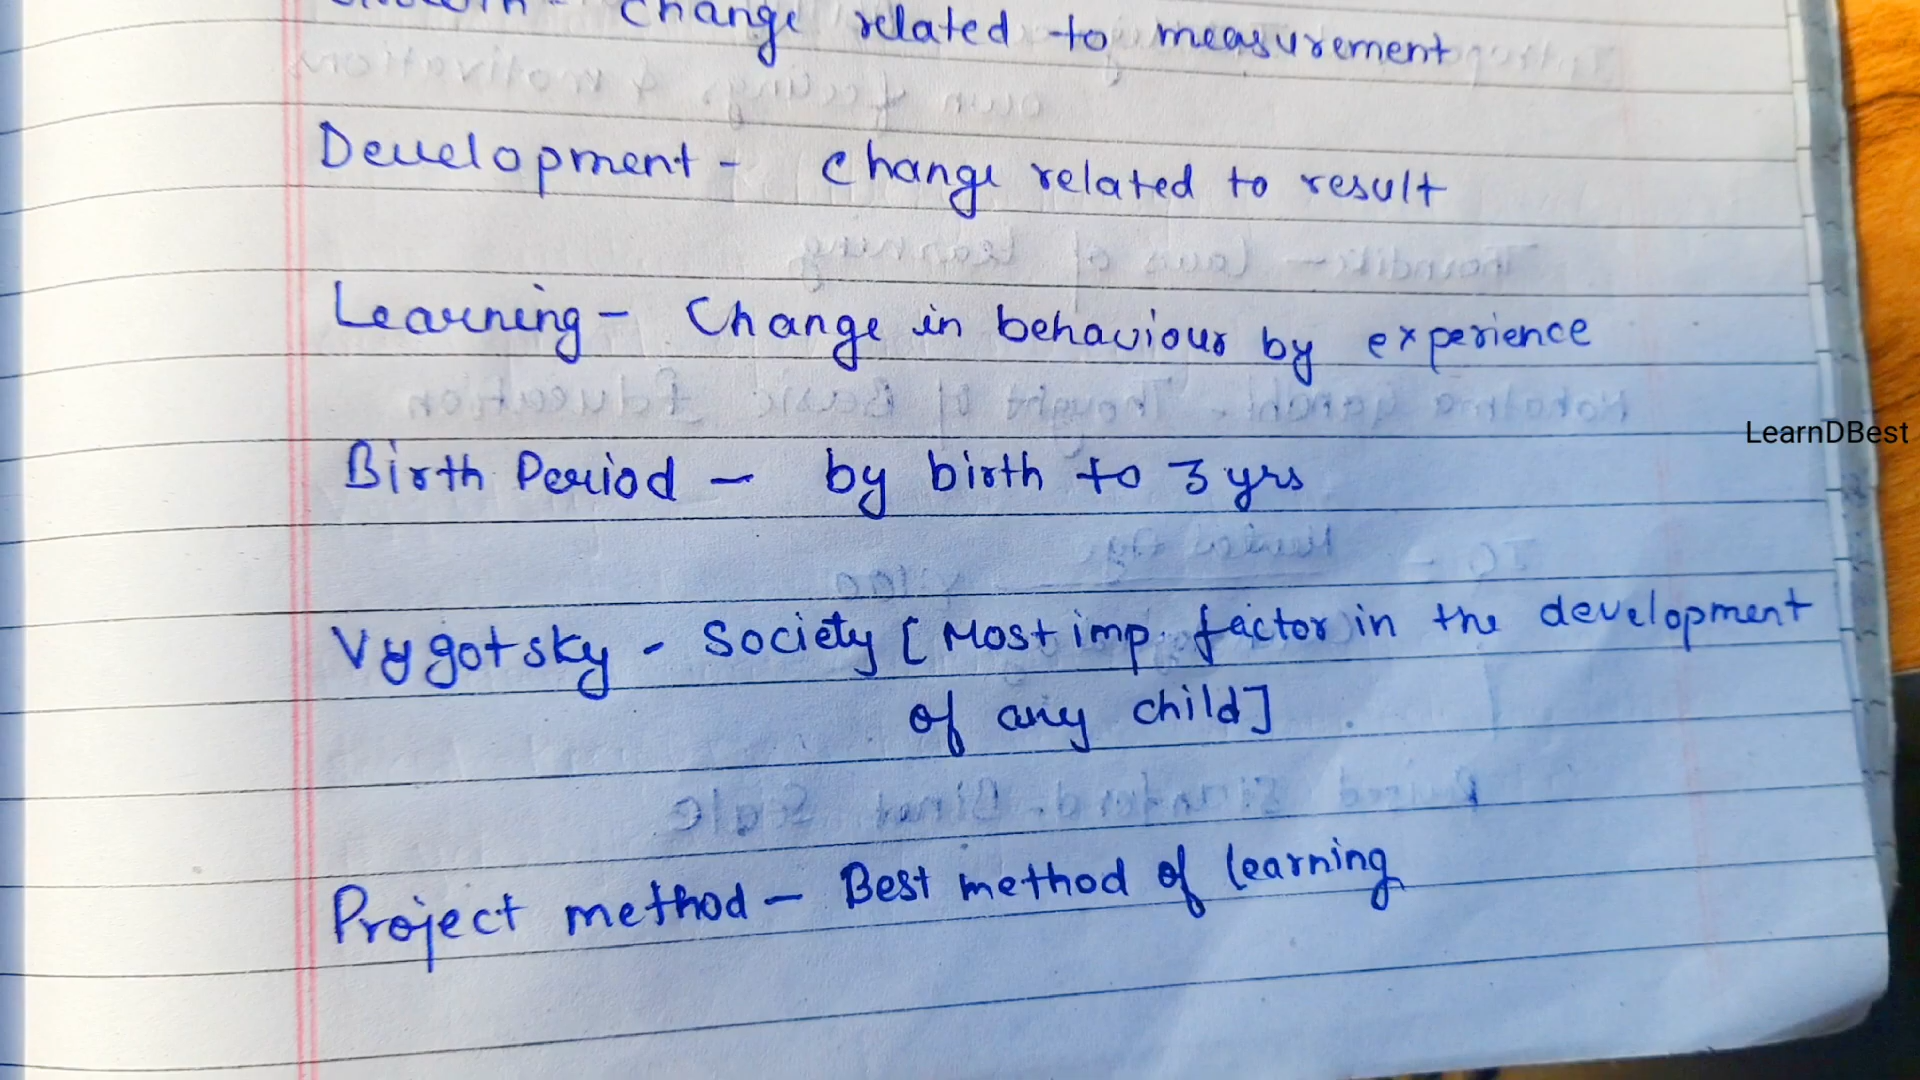 change related to measurement
Development - change related to result
Learning - Change in behaviour by experience
LearnDBest
Birth Period - by birth to 3 yrs
Vygotsky - Society [Most imp. factor in the development
of any child]
Project method - Best method of learning